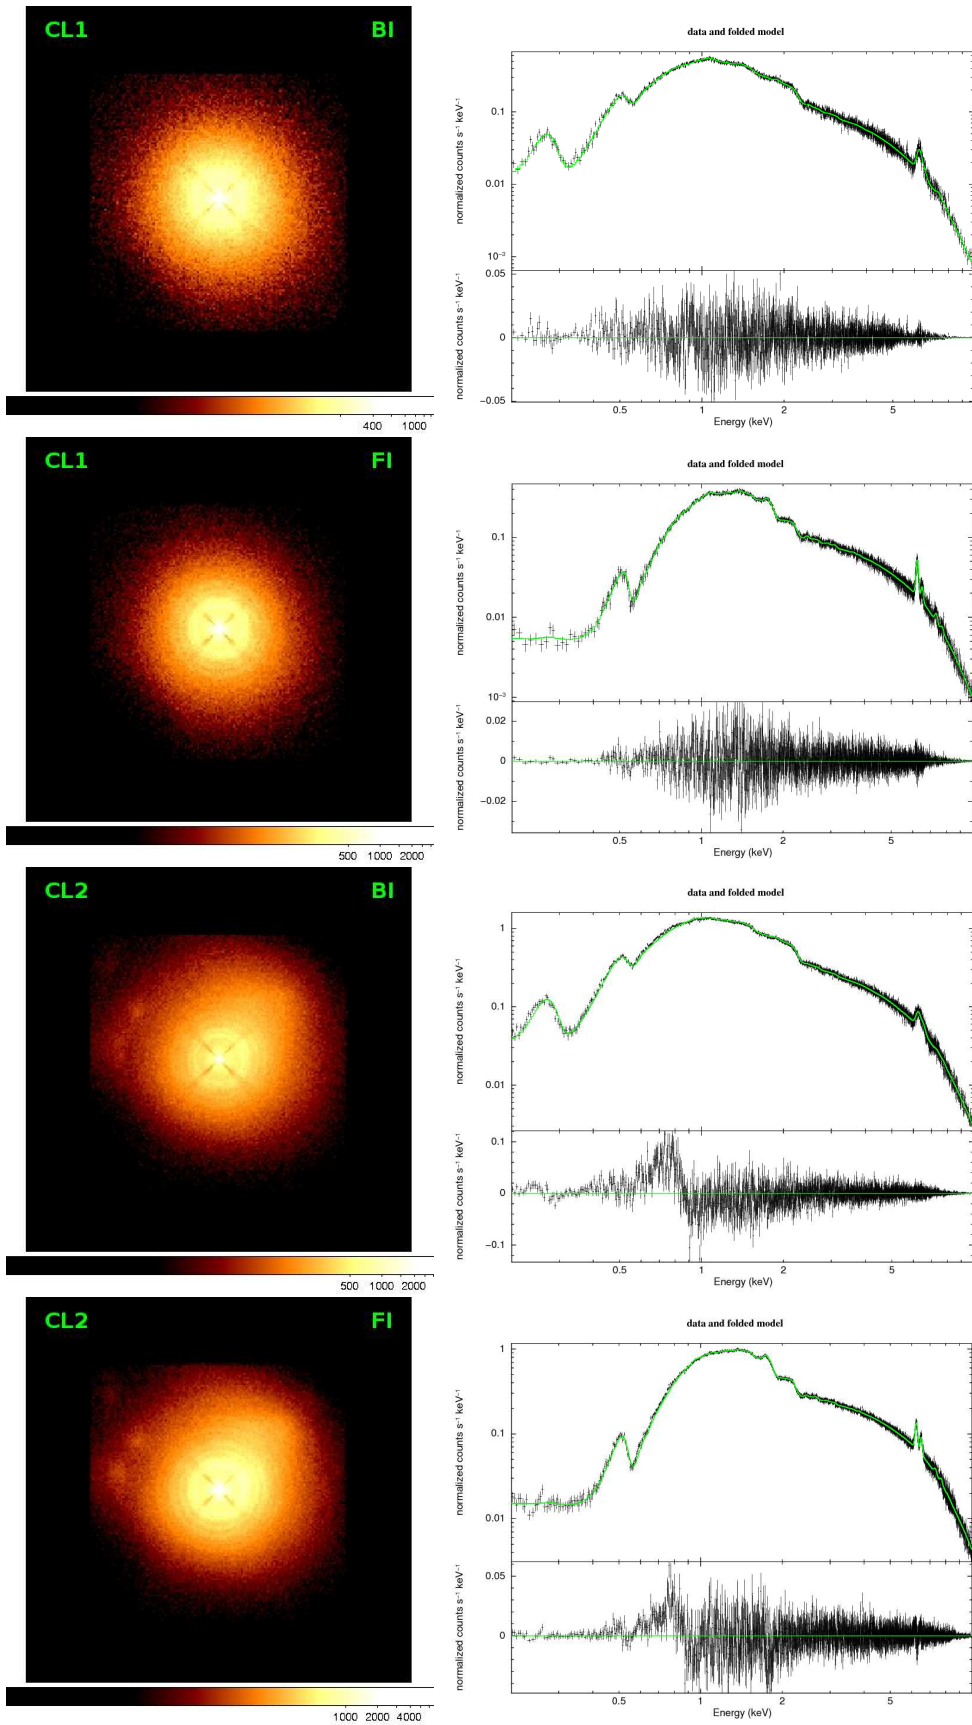 CL1 BI
400 1000
data and folded model
normalized counts s⁻¹ keV⁻¹
0.1
0.01
10⁻³
normalized counts s⁻¹ keV⁻¹
0.05
0
−0.05
0.5 1 2 5
Energy (keV)
CL1 FI
500 1000 2000
data and folded model
normalized counts s⁻¹ keV⁻¹
0.1
0.01
10⁻³
normalized counts s⁻¹ keV⁻¹
0.02
0
−0.02
0.5 1 2 5
Energy (keV)
CL2 BI
500 1000 2000
data and folded model
normalized counts s⁻¹ keV⁻¹
1
0.1
0.01
normalized counts s⁻¹ keV⁻¹
0.1
0
−0.1
0.5 1 2 5
Energy (keV)
CL2 FI
1000 2000 4000
data and folded model
normalized counts s⁻¹ keV⁻¹
1
0.1
0.01
normalized counts s⁻¹ keV⁻¹
0.05
0
0.5 1 2 5
Energy (keV)